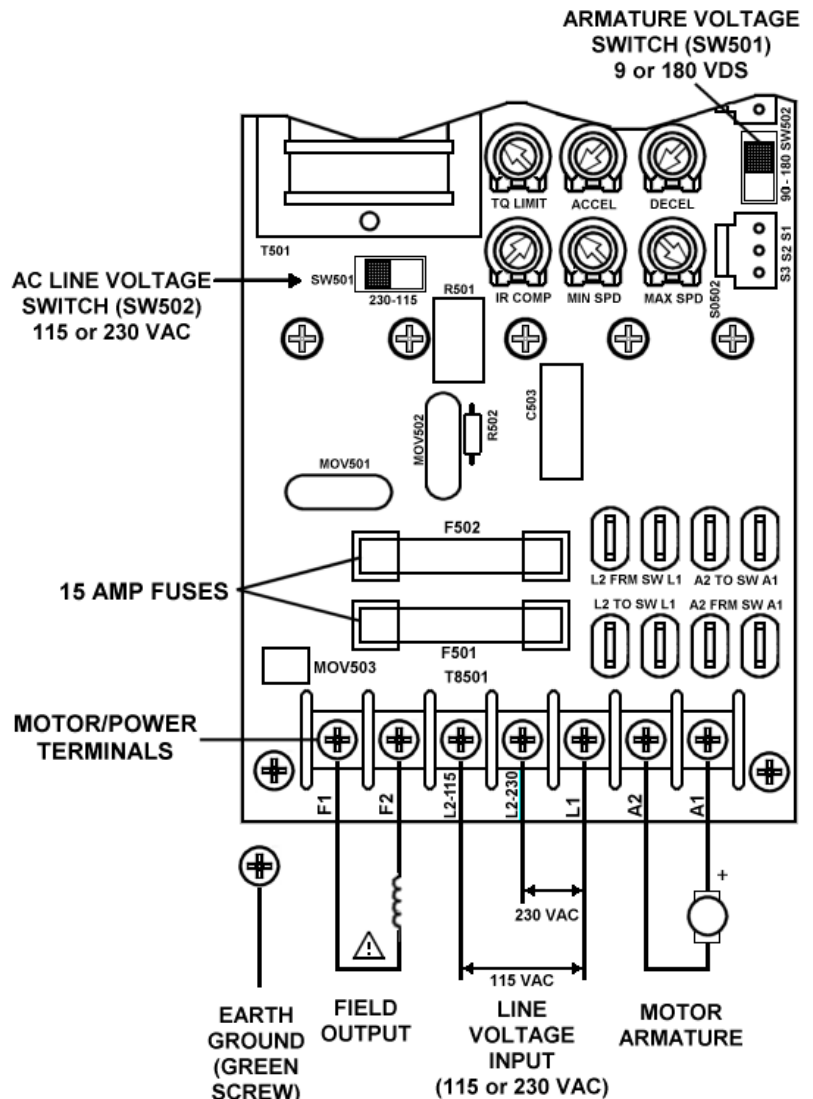 ARMATURE VOLTAGE
SWITCH (SW501)
9 or 180 VDS
TQ LIMIT
ACCEL
DECEL
90 - 180 SW502
T501
AC LINE VOLTAGE
SWITCH (SW502)
115 or 230 VAC
SW501
230-115
R501
IR COMP
MIN SPD
MAX SPD
SO502
S3 S2 S1
MOV502
R502
C503
MOV501
F502
L2 FRM SW L1
A2 TO SW A1
15 AMP FUSES
L2 TO SW L1
A2 FRM SW A1
F501
MOV503
T8501
MOTOR/POWER
TERMINALS
F1
F2
L2-115
L2-230
L1
A2
A1
+
230 VAC
115 VAC
EARTH
GROUND
(GREEN
SCREW)
FIELD
OUTPUT
LINE
VOLTAGE
INPUT
(115 or 230 VAC)
MOTOR
ARMATURE